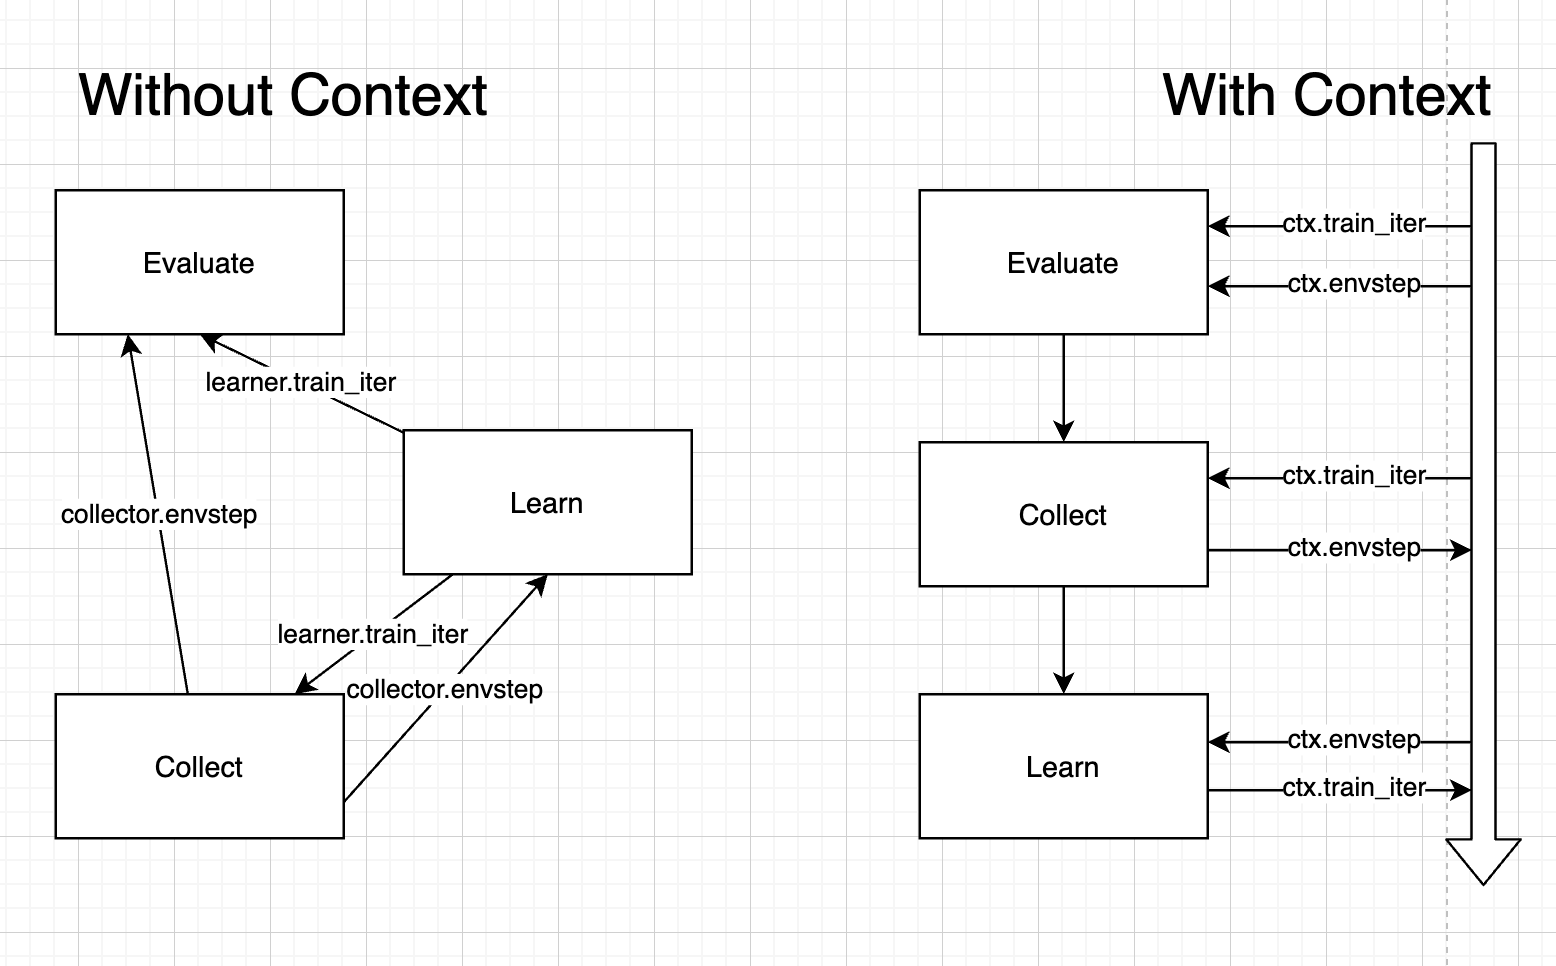 Without Context
Evaluate
learner.train_iter
Learn
collector.envstep
learner.train_iter
collector.envstep
Collect
With Context
Evaluate
ctx.train_iter
ctx.envstep
Collect
ctx.train_iter
ctx.envstep
Learn
ctx.envstep
ctx.train_iter